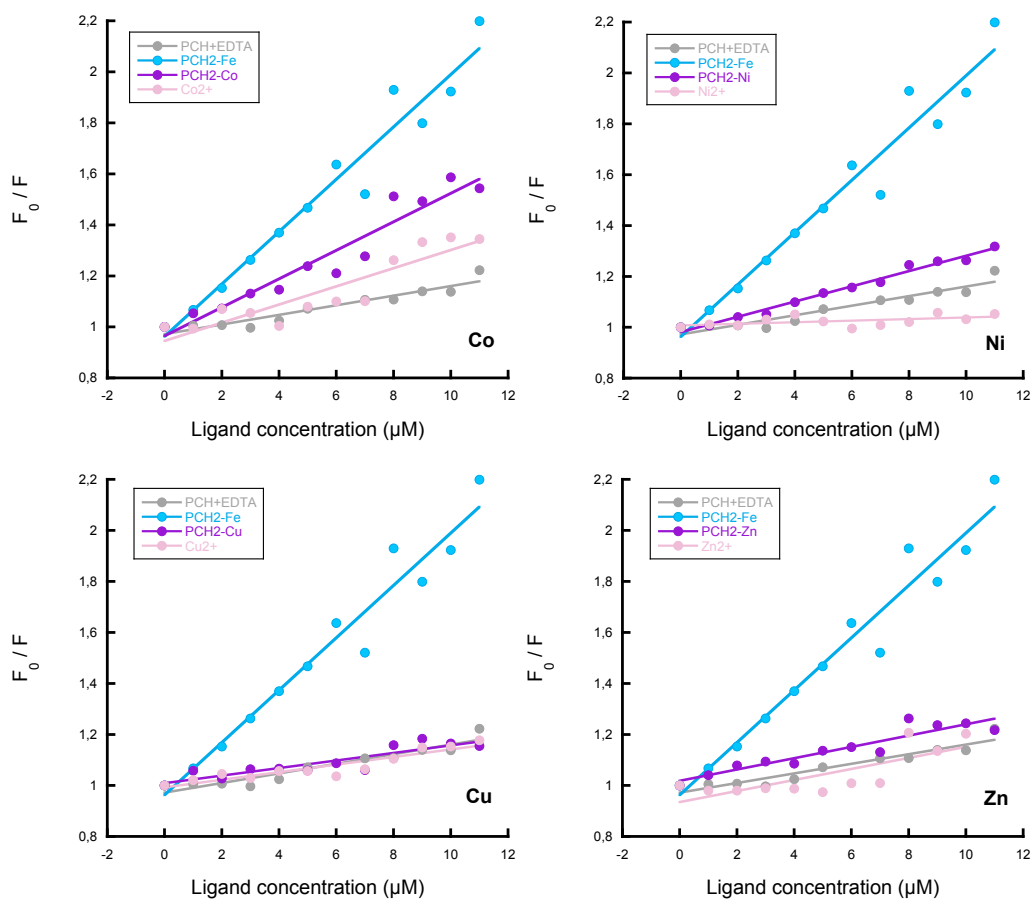 2,2
2
1,8
1,6
1,4
1,2
1
0,8
F0 / F
PCH+EDTA
PCH2-Fe
PCH2-Co
Co2+
Co
-2 0 2 4 6 8 10 12
Ligand concentration (µM)
2,2
2
1,8
1,6
1,4
1,2
1
0,8
F0 / F
PCH+EDTA
PCH2-Fe
PCH2-Ni
Ni2+
Ni
-2 0 2 4 6 8 10 12
Ligand concentration (µM)
2,2
2
1,8
1,6
1,4
1,2
1
0,8
F0 / F
PCH+EDTA
PCH2-Fe
PCH2-Cu
Cu2+
Cu
-2 0 2 4 6 8 10 12
Ligand concentration (µM)
2,2
2
1,8
1,6
1,4
1,2
1
0,8
F0 / F
PCH+EDTA
PCH2-Fe
PCH2-Zn
Zn2+
Zn
-2 0 2 4 6 8 10 12
Ligand concentration (µM)